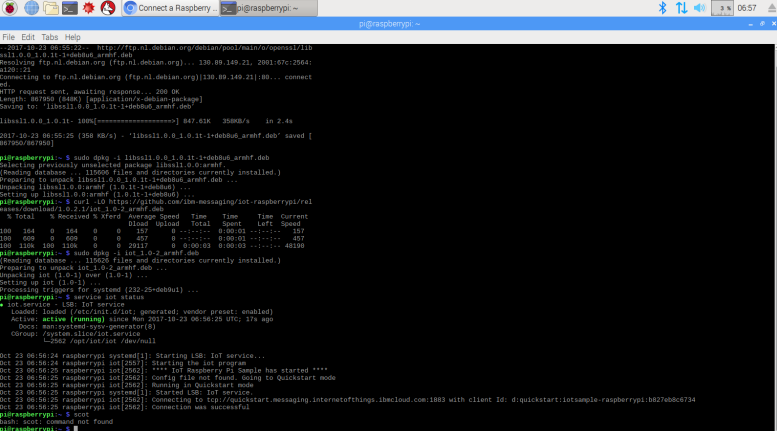 Connect a Raspberry ...
pi@raspberrypi: ~
3 %
06:57
pi@raspberrypi: ~
File Edit Tabs Help
--2017-10-23 06:55:22-- http://ftp.nl.debian.org/debian/pool/main/o/openssl/lib
ssl1.0.0_1.0.1t-1+deb8u6_armhf.deb
Resolving ftp.nl.debian.org (ftp.nl.debian.org)... 130.89.149.21, 2001:67c:2564:
a120::21
Connecting to ftp.nl.debian.org (ftp.nl.debian.org)|130.89.149.21|:80... connect
ed.
HTTP request sent, awaiting response... 200 OK
Length: 867950 (848K) [application/x-debian-package]
Saving to: 'libssl1.0.0_1.0.1t-1+deb8u6_armhf.deb'
libssl1.0.0_1.0.1t- 100%[===================>] 847.61K 358KB/s in 2.4s
2017-10-23 06:55:25 (358 KB/s) - 'libssl1.0.0_1.0.1t-1+deb8u6_armhf.deb' saved [
867950/867950]
pi@raspberrypi:~ $ sudo dpkg -i libssl1.0.0_1.0.1t-1+deb8u6_armhf.deb
Selecting previously unselected package libssl1.0.0:armhf.
(Reading database ... 115606 files and directories currently installed.)
Preparing to unpack libssl1.0.0_1.0.1t-1+deb8u6_armhf.deb ...
Unpacking libssl1.0.0:armhf (1.0.1t-1+deb8u6) ...
Setting up libssl1.0.0:armhf (1.0.1t-1+deb8u6) ...
pi@raspberrypi:~ $ curl -LO https://github.com/ibm-messaging/iot-raspberrypi/rel
eases/download/1.0.2.1/iot_1.0-2_armhf.deb
% Total % Received % Xferd Average Speed Time Time Time Current
Dload Upload Total Spent Left Speed
100 164 0 164 0 0 157 0 --:--:-- 0:00:01 --:--:-- 157
100 609 0 609 0 0 457 0 --:--:-- 0:00:01 --:--:-- 457
100 110k 100 110k 0 0 29117 0 0:00:03 0:00:03 --:--:-- 48190
pi@raspberrypi:~ $ sudo dpkg -i iot_1.0-2_armhf.deb
(Reading database ... 115626 files and directories currently installed.)
Preparing to unpack iot_1.0-2_armhf.deb ...
Unpacking iot (1.0-1) over (1.0-1) ...
Setting up iot (1.0-1) ...
Processing triggers for systemd (232-25+deb9u1) ...
pi@raspberrypi:~ $ service iot status
● iot.service - LSB: IoT service
Loaded: loaded (/etc/init.d/iot; generated; vendor preset: enabled)
Active: active (running) since Mon 2017-10-23 06:56:25 UTC; 17s ago
Docs: man:systemd-sysv-generator(8)
CGroup: /system.slice/iot.service
└─2562 /opt/iot/iot /dev/null
Oct 23 06:56:24 raspberrypi systemd[1]: Starting LSB: IoT service...
Oct 23 06:56:24 raspberrypi iot[2557]: Starting the iot program
Oct 23 06:56:25 raspberrypi iot[2562]: **** IoT Raspberry Pi Sample has started ****
Oct 23 06:56:25 raspberrypi iot[2562]: Config file not found. Going to Quickstart mode
Oct 23 06:56:25 raspberrypi iot[2562]: Running in Quickstart mode
Oct 23 06:56:25 raspberrypi systemd[1]: Started LSB: IoT service.
Oct 23 06:56:25 raspberrypi iot[2562]: Connecting to tcp://quickstart.messaging.internetofthings.ibmcloud.com:1883 with client Id: d:quickstart:iotsample-raspberrypi:b827eb8c6734
Oct 23 06:56:25 raspberrypi iot[2562]: Connection was successful
pi@raspberrypi:~ $ scot
bash: scot: command not found
pi@raspberrypi:~ $